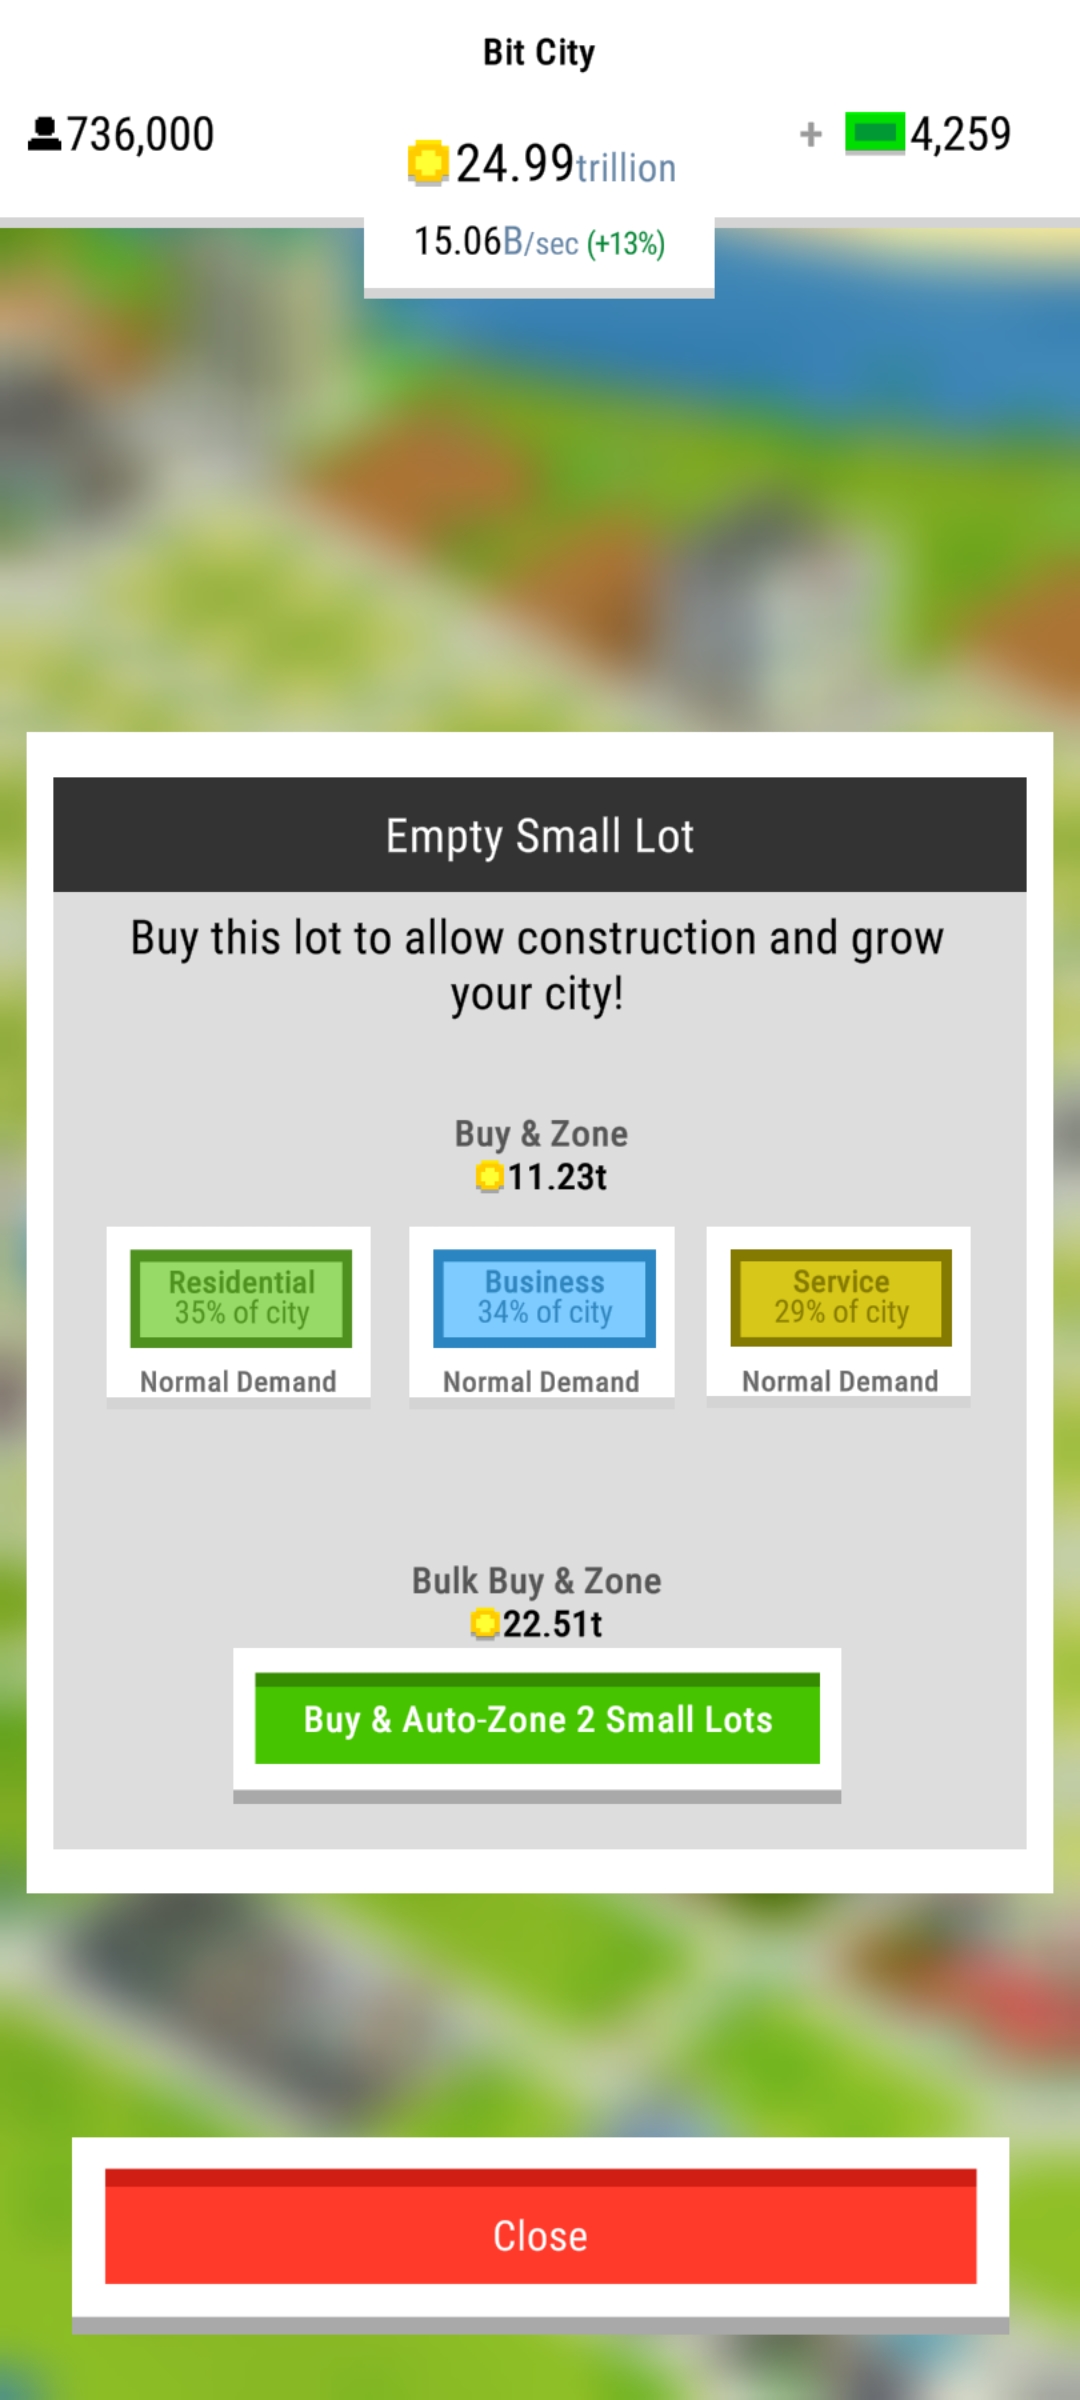 Bit City
736,000
24.99trillion
+ 4,259
15.06B/sec (+13%)
Empty Small Lot
Buy this lot to allow construction and grow
your city!
Buy & Zone
11.23t
Residential
35% of city
Normal Demand
Business
34% of city
Normal Demand
Service
29% of city
Normal Demand
Bulk Buy & Zone
22.51t
Buy & Auto-Zone 2 Small Lots
Close